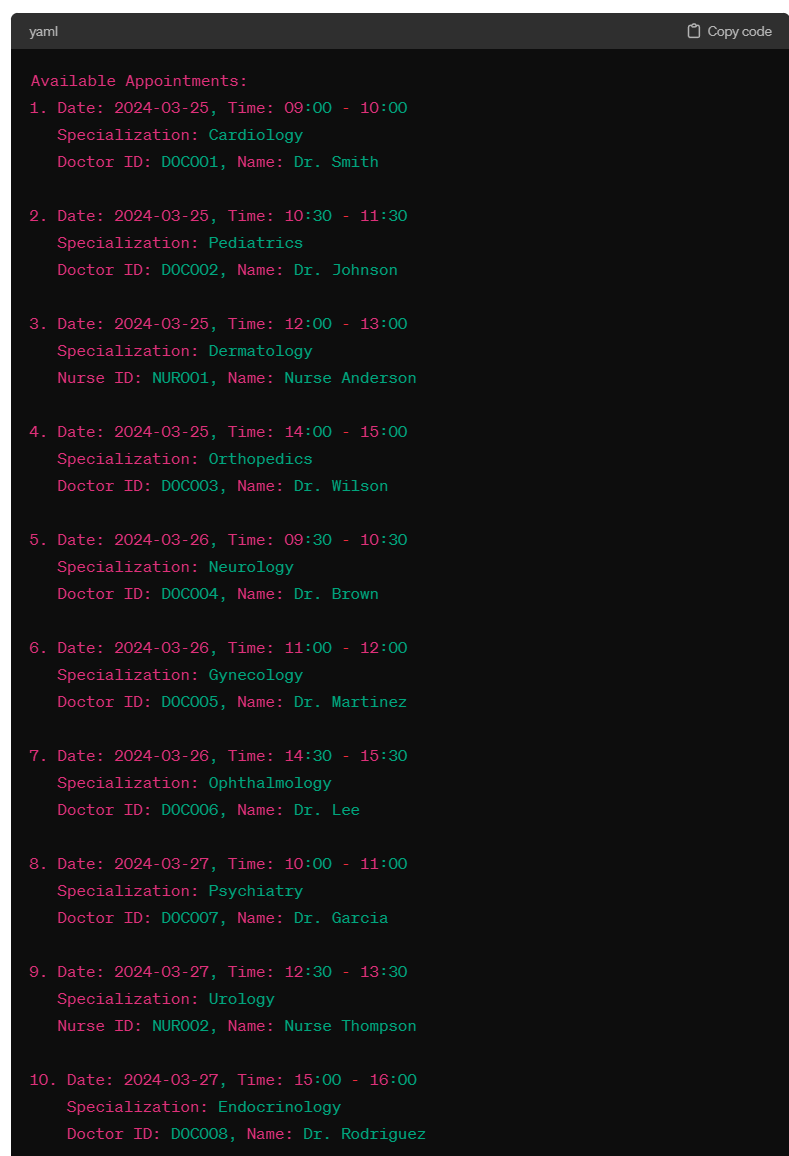 yaml
Copy code
Available Appointments:
1. Date: 2024-03-25, Time: 09:00 - 10:00
Specialization: Cardiology
Doctor ID: DOC001, Name: Dr. Smith
2. Date: 2024-03-25, Time: 10:30 - 11:30
Specialization: Pediatrics
Doctor ID: DOC002, Name: Dr. Johnson
3. Date: 2024-03-25, Time: 12:00 - 13:00
Specialization: Dermatology
Nurse ID: NUR001, Name: Nurse Anderson
4. Date: 2024-03-25, Time: 14:00 - 15:00
Specialization: Orthopedics
Doctor ID: DOC003, Name: Dr. Wilson
5. Date: 2024-03-26, Time: 09:30 - 10:30
Specialization: Neurology
Doctor ID: DOC004, Name: Dr. Brown
6. Date: 2024-03-26, Time: 11:00 - 12:00
Specialization: Gynecology
Doctor ID: DOC005, Name: Dr. Martinez
7. Date: 2024-03-26, Time: 14:30 - 15:30
Specialization: Ophthalmology
Doctor ID: DOC006, Name: Dr. Lee
8. Date: 2024-03-27, Time: 10:00 - 11:00
Specialization: Psychiatry
Doctor ID: DOC007, Name: Dr. Garcia
9. Date: 2024-03-27, Time: 12:30 - 13:30
Specialization: Urology
Nurse ID: NUR002, Name: Nurse Thompson
10. Date: 2024-03-27, Time: 15:00 - 16:00
Specialization: Endocrinology
Doctor ID: DOC008, Name: Dr. Rodriguez